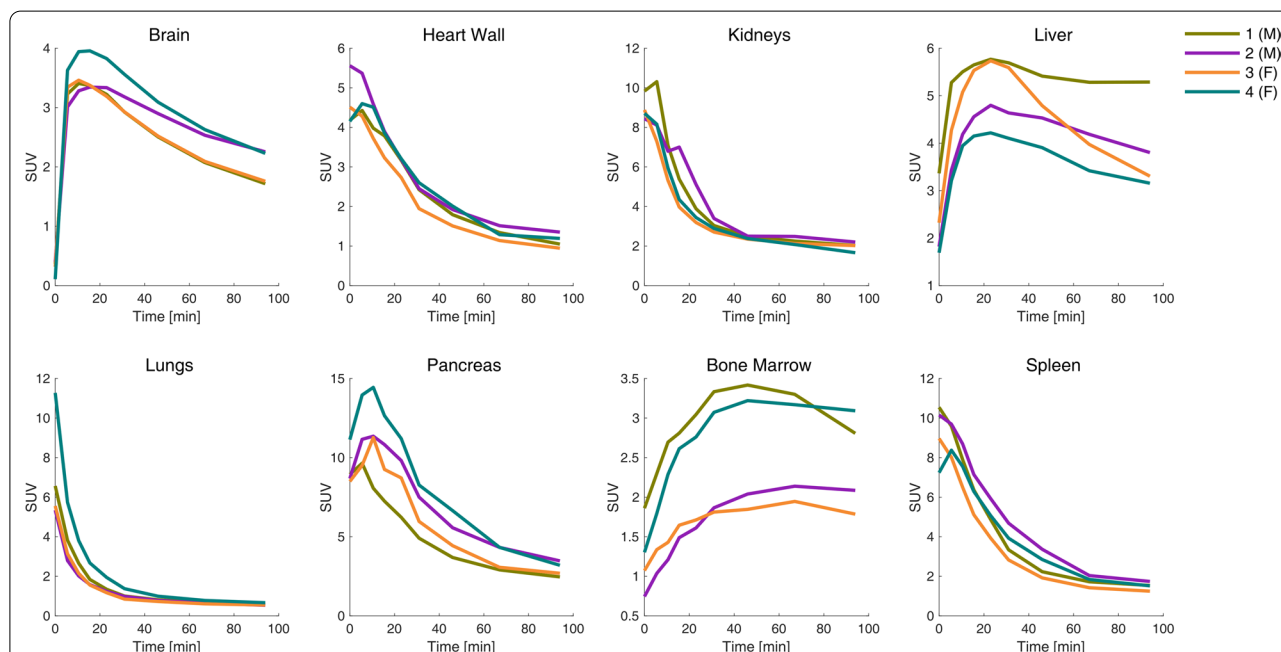 Brain
Heart Wall
Kidneys
Liver
1 (M)
2 (M)
3 (F)
4 (F)
SUV
4
3
2
1
0
0 20 40 60 80 100
Time [min]
SUV
6
5
4
3
2
1
0
0 20 40 60 80 100
Time [min]
SUV
12
10
8
6
4
2
0
0 20 40 60 80 100
Time [min]
SUV
6
5
4
3
2
1
0 20 40 60 80 100
Time [min]
Lungs
Pancreas
Bone Marrow
Spleen
SUV
12
10
8
6
4
2
0
0 20 40 60 80 100
Time [min]
SUV
15
10
5
0
0 20 40 60 80 100
Time [min]
SUV
3.5
3
2.5
2
1.5
1
0.5
0 20 40 60 80 100
Time [min]
SUV
12
10
8
6
4
2
0
0 20 40 60 80 100
Time [min]